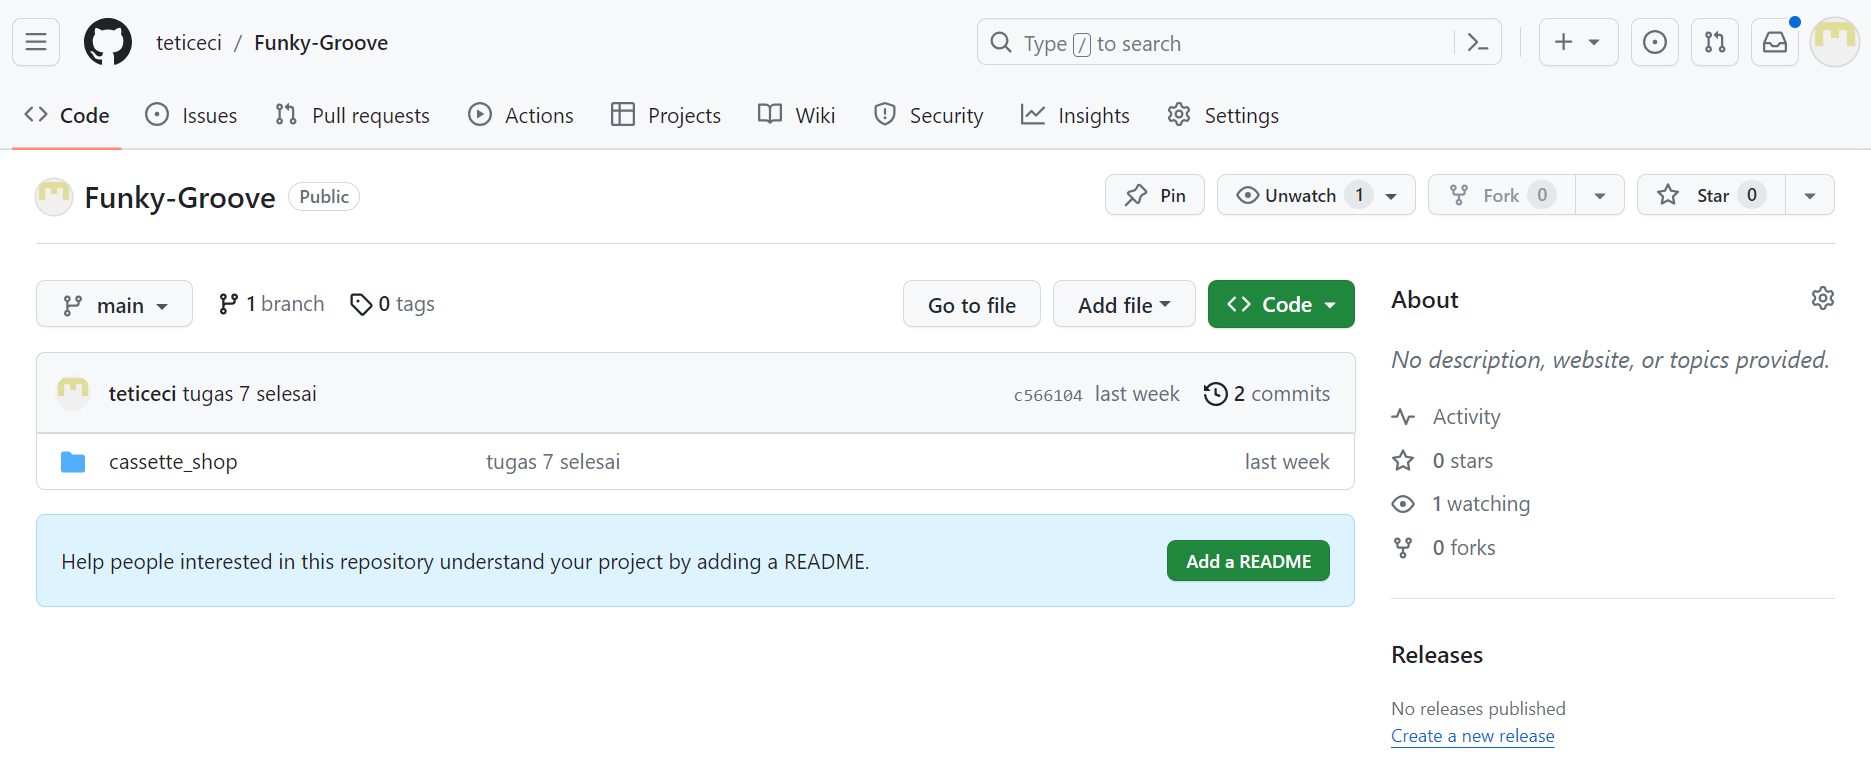 teticeci / Funky-Groove
Type / to search
Code Issues Pull requests Actions Projects Wiki Security Insights Settings
Funky-Groove Public
Pin Unwatch 1 Fork 0 Star 0
main 1 branch 0 tags Go to file Add file Code
teticeci tugas 7 selesai c566104 last week 2 commits
cassette_shop tugas 7 selesai last week
Help people interested in this repository understand your project by adding a README. Add a README
About
No description, website, or topics provided.
Activity
0 stars
1 watching
0 forks
Releases
No releases published
Create a new release